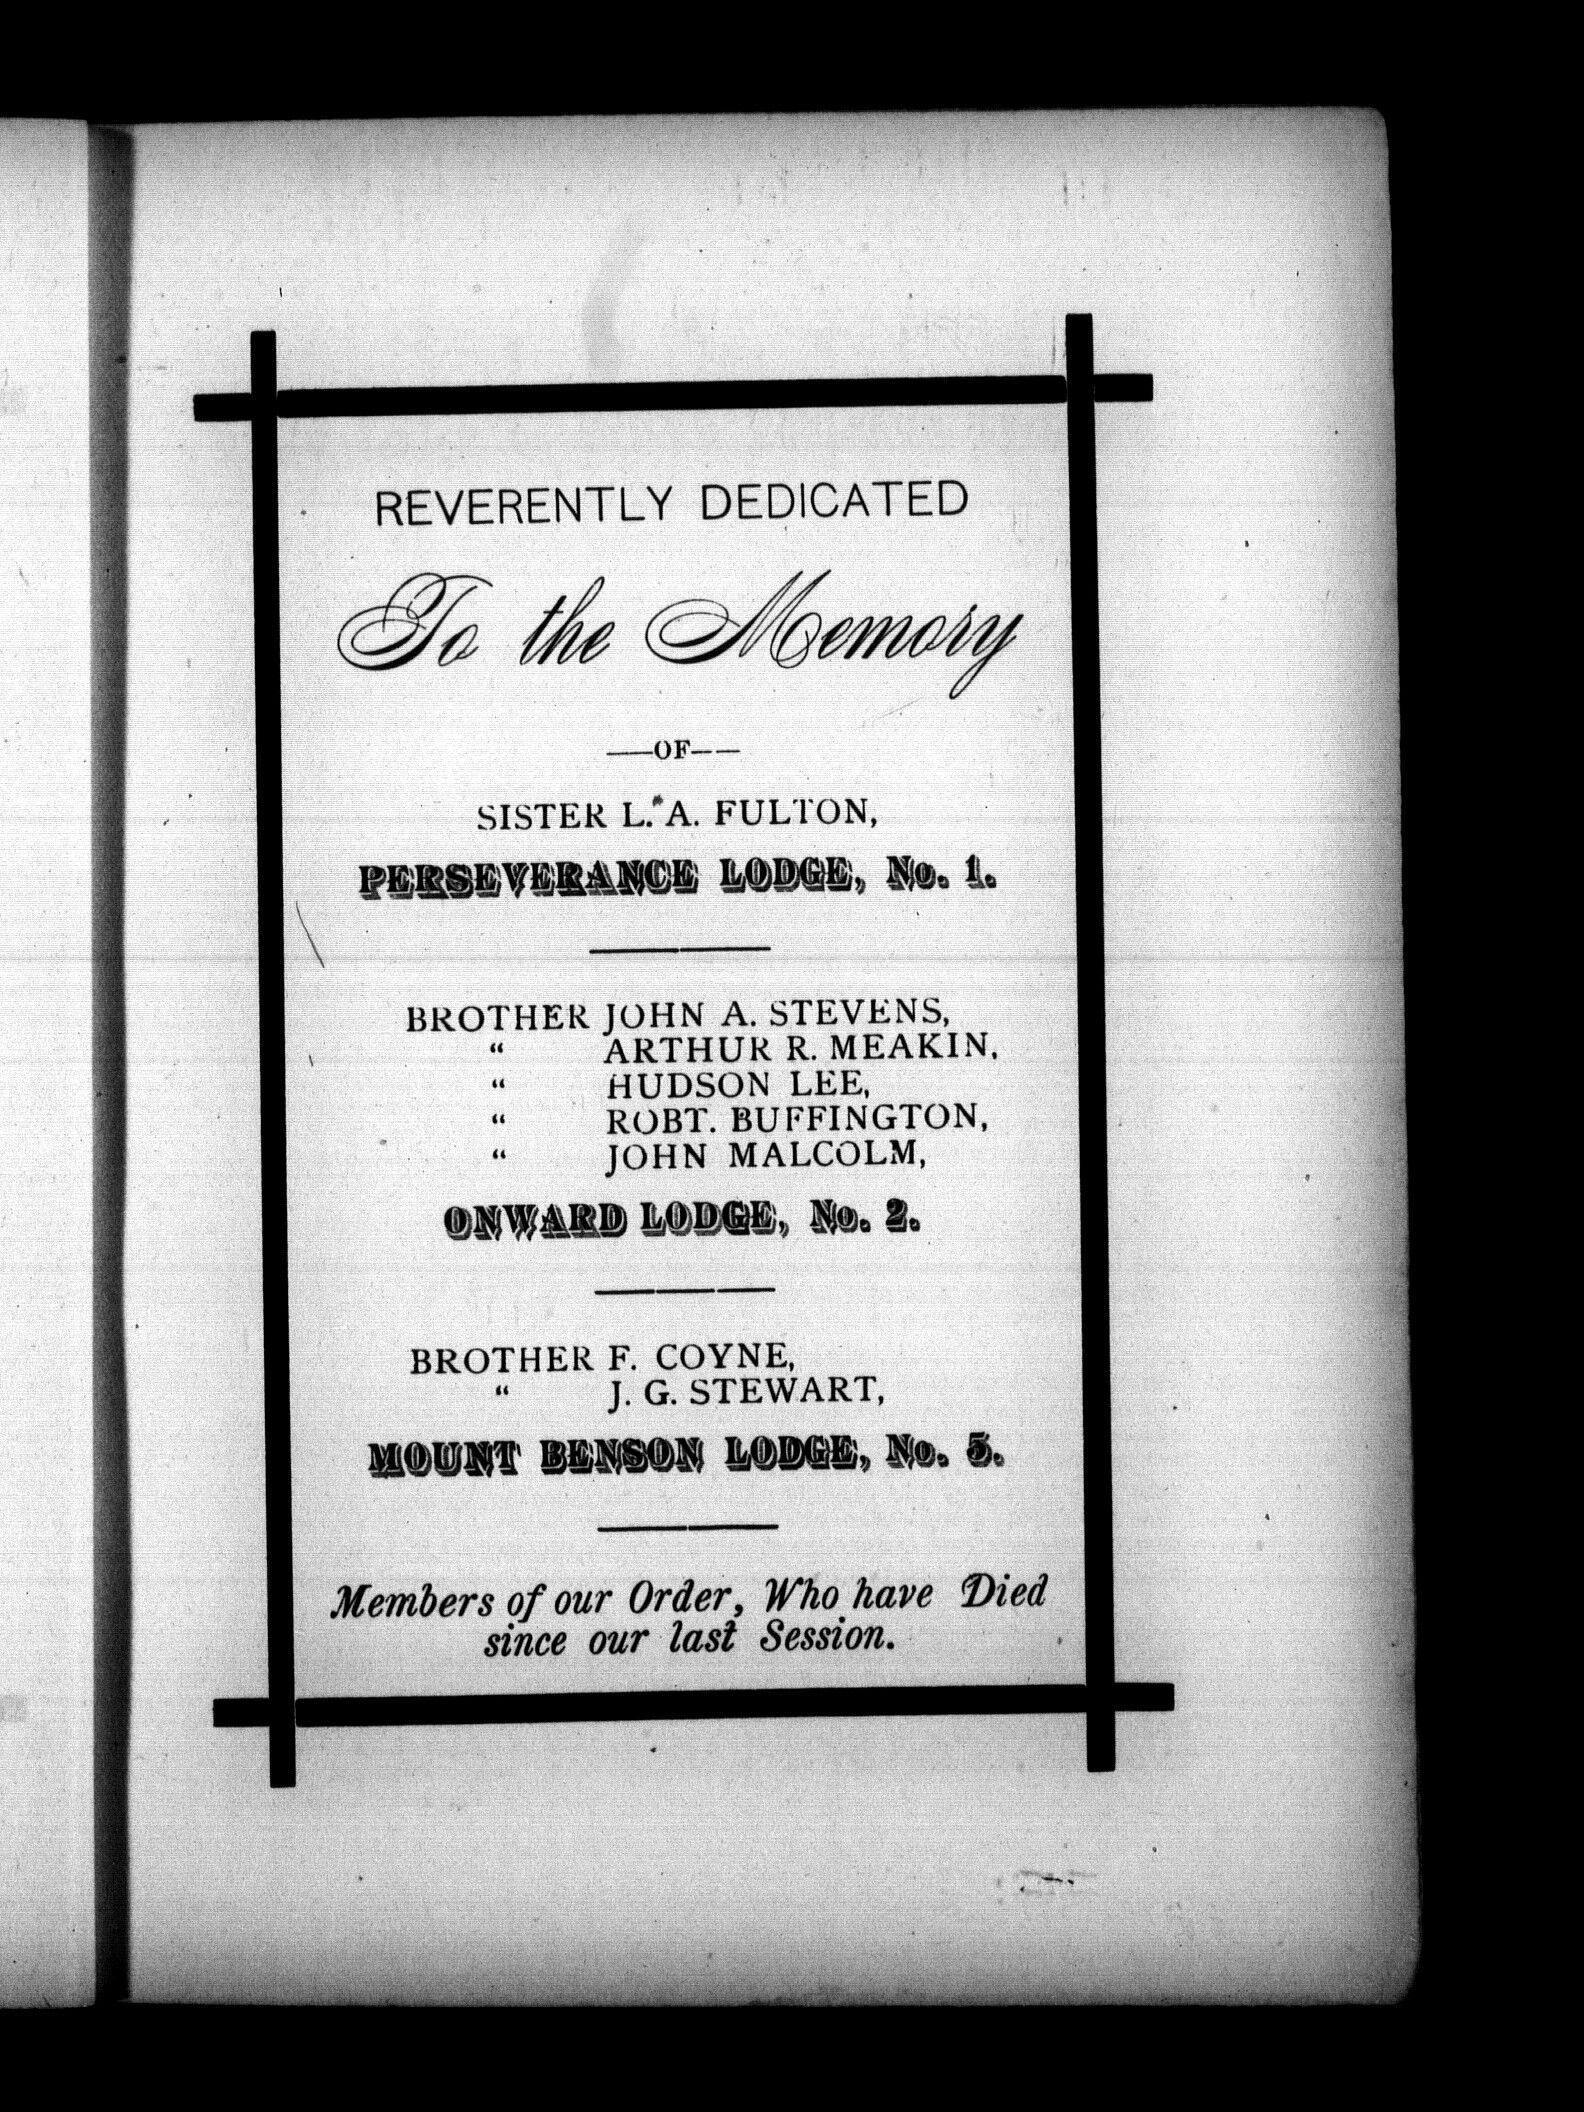 REVERENTLY DEDICATED
To the Memory
—OF——
SISTER L. A. FULTON,
PERSEVERANCE LODGE, No. 1.
BROTHER JOHN A. STEVENS,
“ ARTHUR R. MEAKIN,
“ HUDSON LEE,
“ ROBT. BUFFINGTON,
“ JOHN MALCOLM,
ONWARD LODGE, No. 2.
BROTHER F. COYNE,
“ J. G. STEWART,
MOUNT BENSON LODGE, No. 5.
Members of our Order, Who have Died
since our last Session.